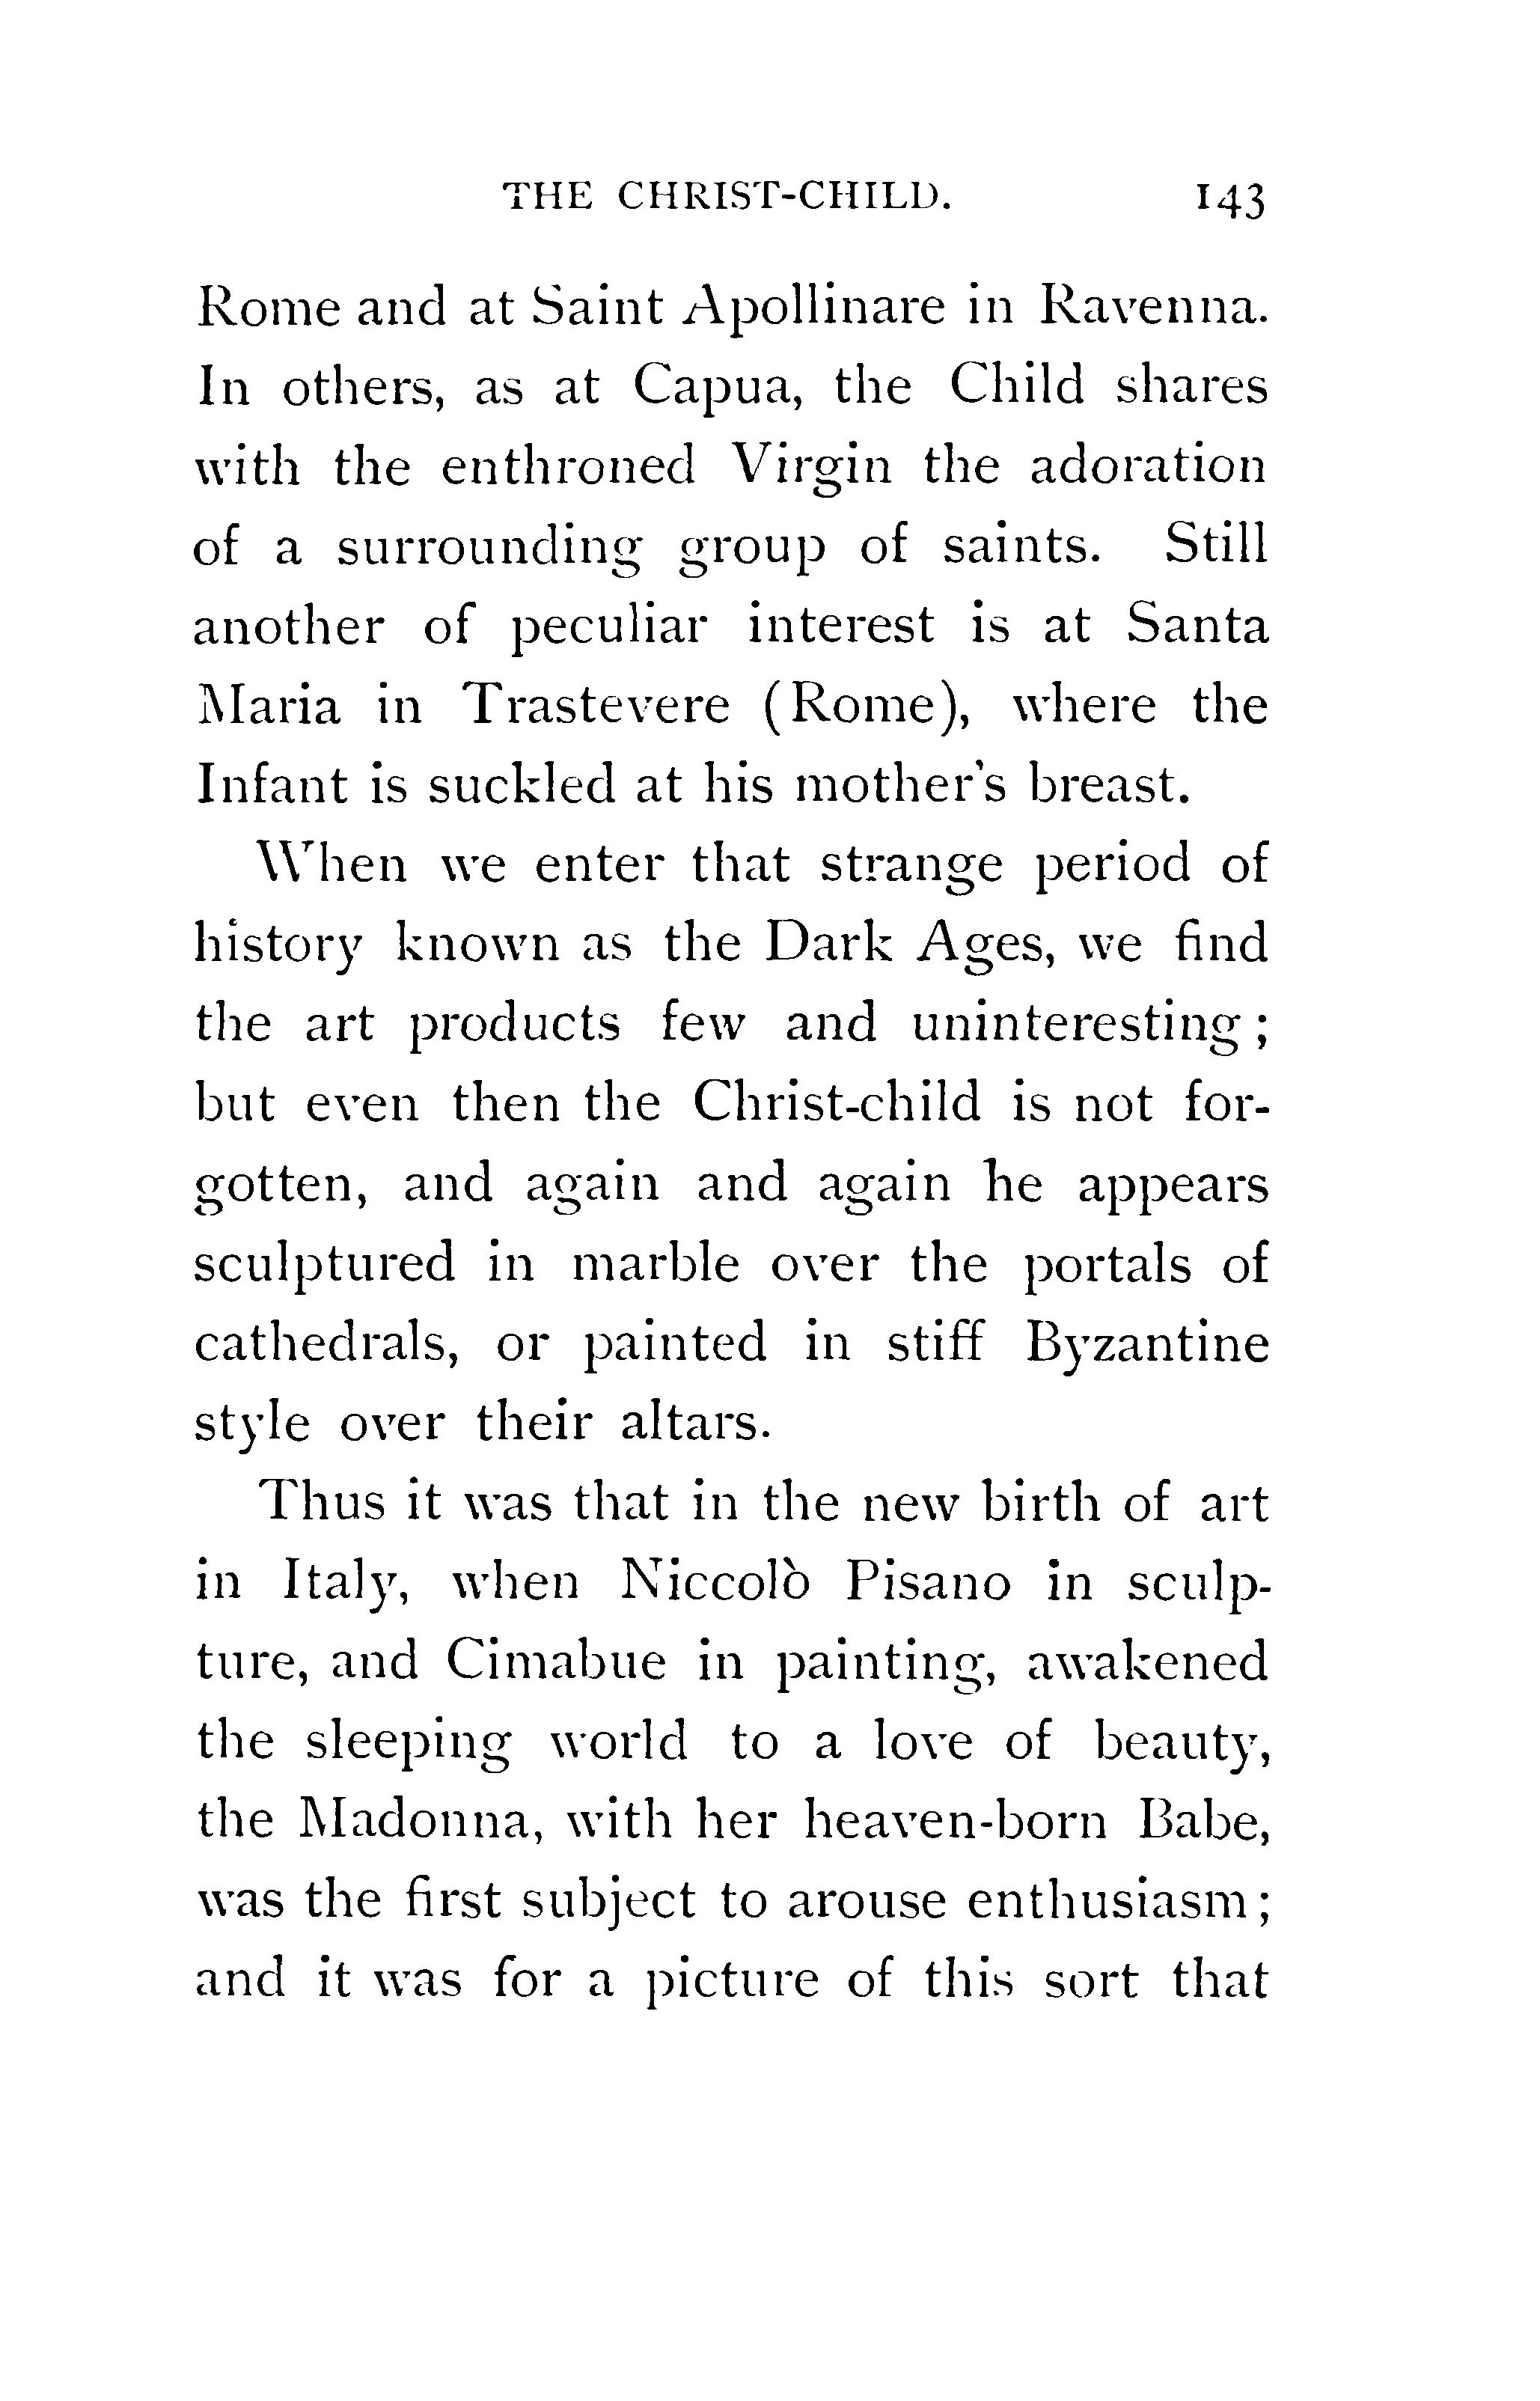 THE CHRIST-CHILD. 143
Rome and at Saint Apollinare in Ravenna.
In others, as at Capua, the Child shares
with the enthroned Virgin the adoration
of a surrounding group of saints. Still
another of peculiar interest is at Santa
Maria in Trastevere (Rome), where the
Infant is suckled at his mother's breast.
When we enter that strange period of
history known as the Dark Ages, we find
the art products few and uninteresting;
but even then the Christ-child is not for-
gotten, and again and again he appears
sculptured in marble over the portals of
cathedrals, or painted in stiff Byzantine
style over their altars.
Thus it was that in the new birth of art
in Italy, when Niccolò Pisano in sculp-
ture, and Cimabue in painting, awakened
the sleeping world to a love of beauty,
the Madonna, with her heaven-born Babe,
was the first subject to arouse enthusiasm;
and it was for a picture of this sort that